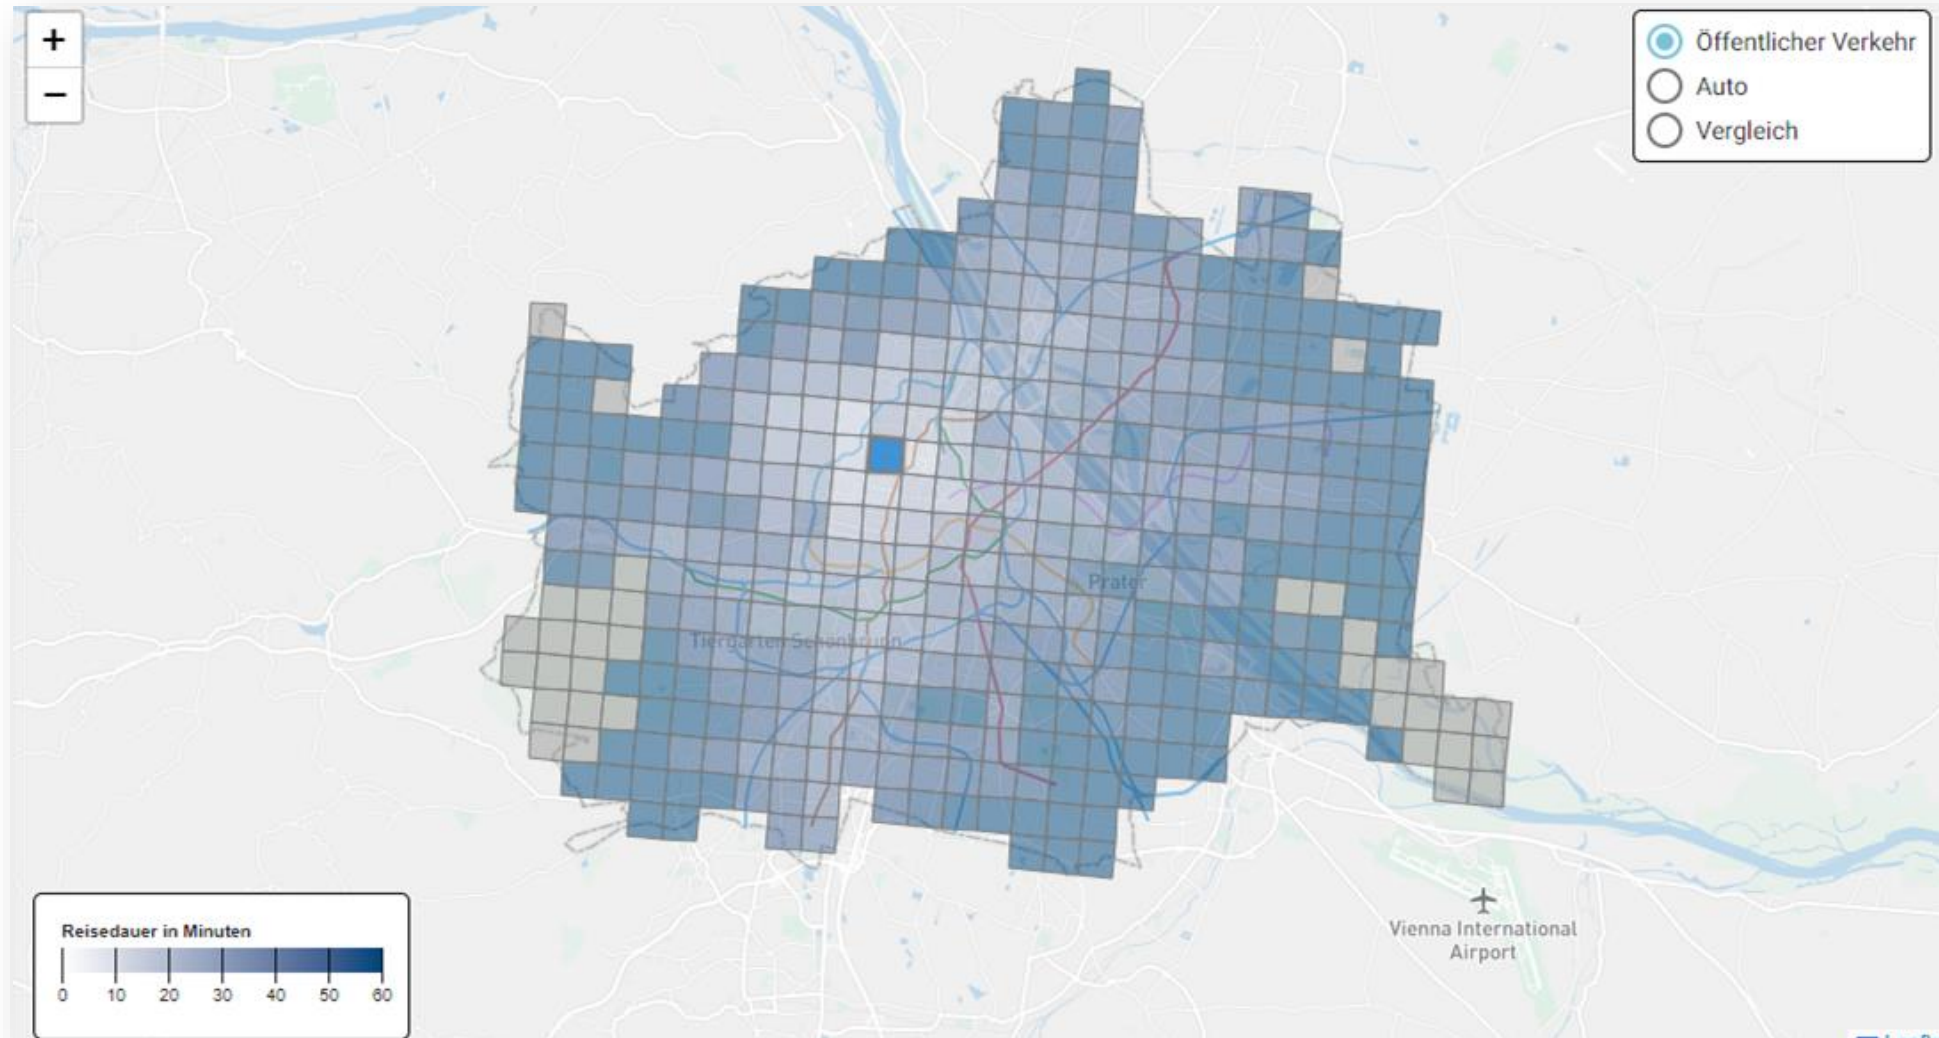 +
−
Öffentlicher Verkehr
Auto
Vergleich
Prater
Tiergarten Schönbrunn
Vienna International
Airport
Reisedauer in Minuten
0 10 20 30 40 50 60